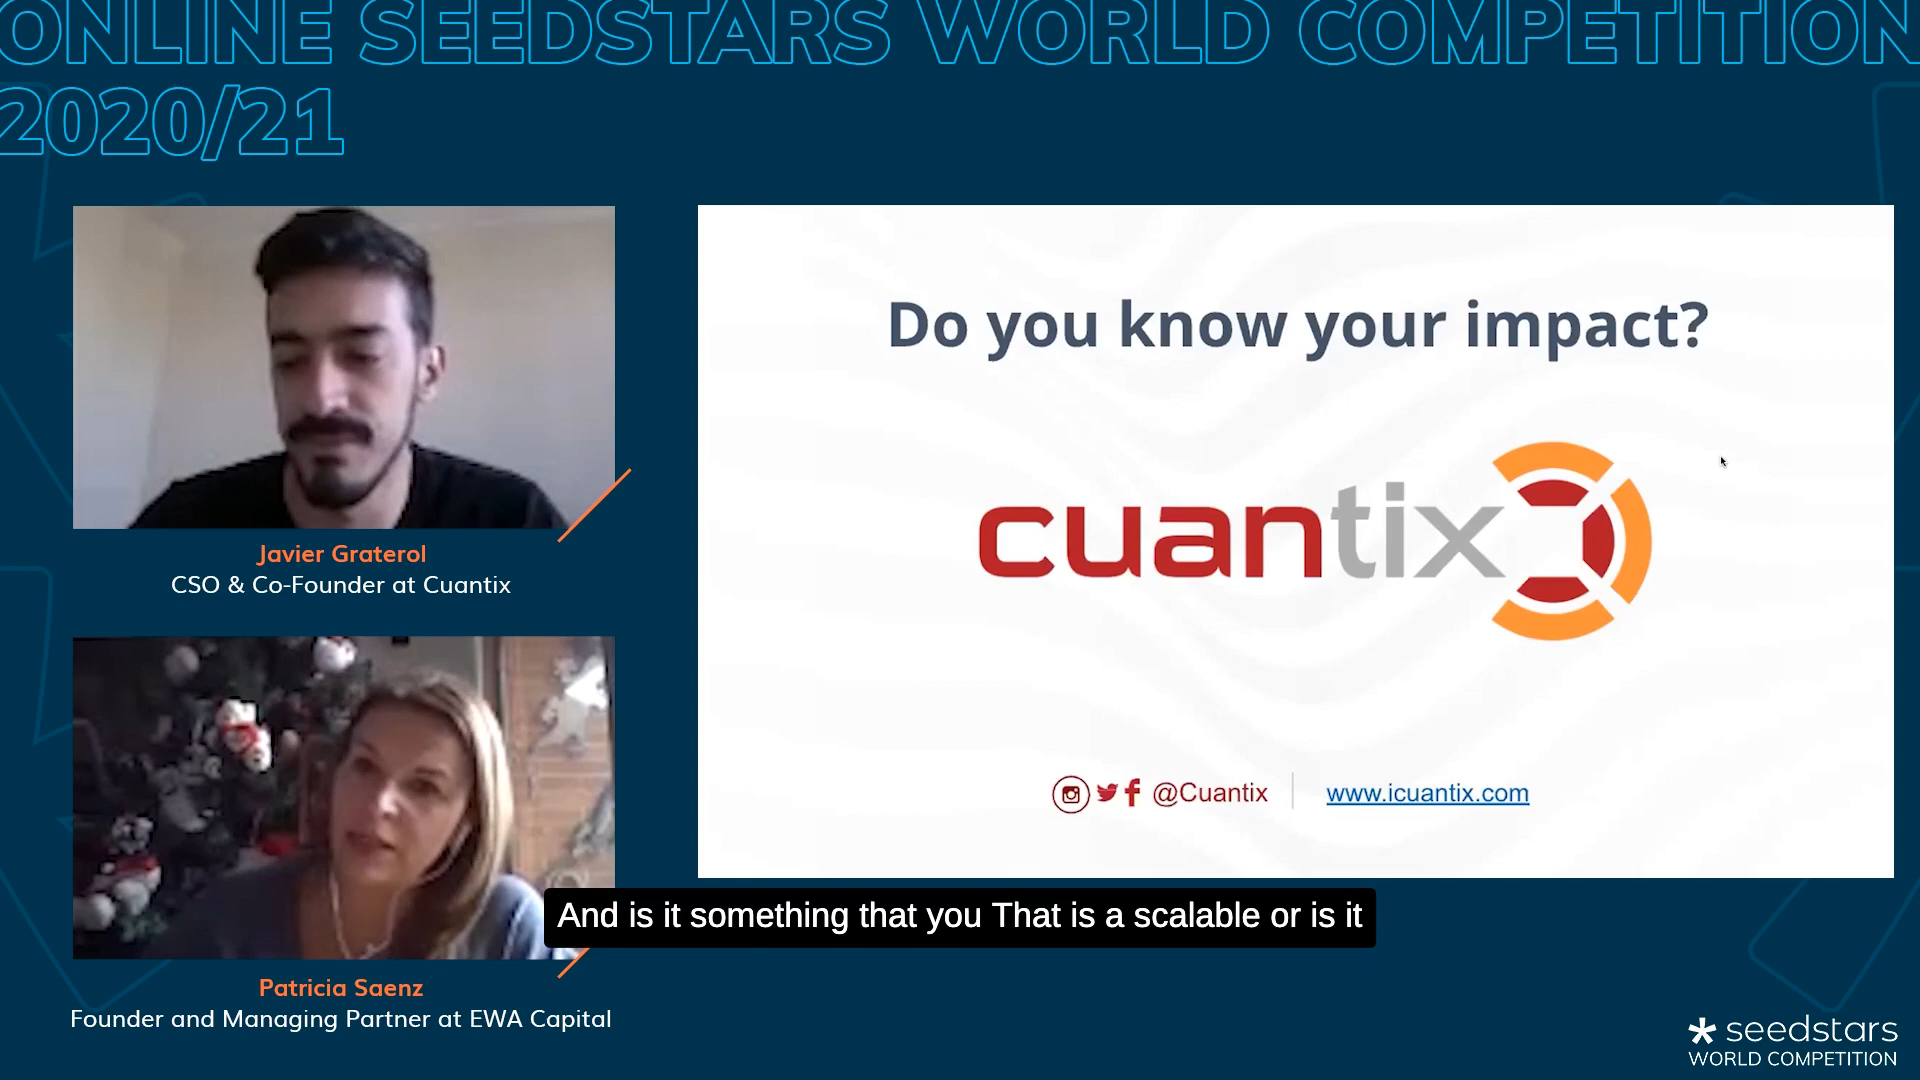 ONLINE SEEDSTARS WORLD COMPETITION
2020/21
Do you know your impact?
cuantix
@Cuantix
www.icuantix.com
Javier Graterol
CSO & Co-Founder at Cuantix
And is it something that you That is a scalable or is it
Patricia Saenz
Founder and Managing Partner at EWA Capital
seedstars
WORLD COMPETITION